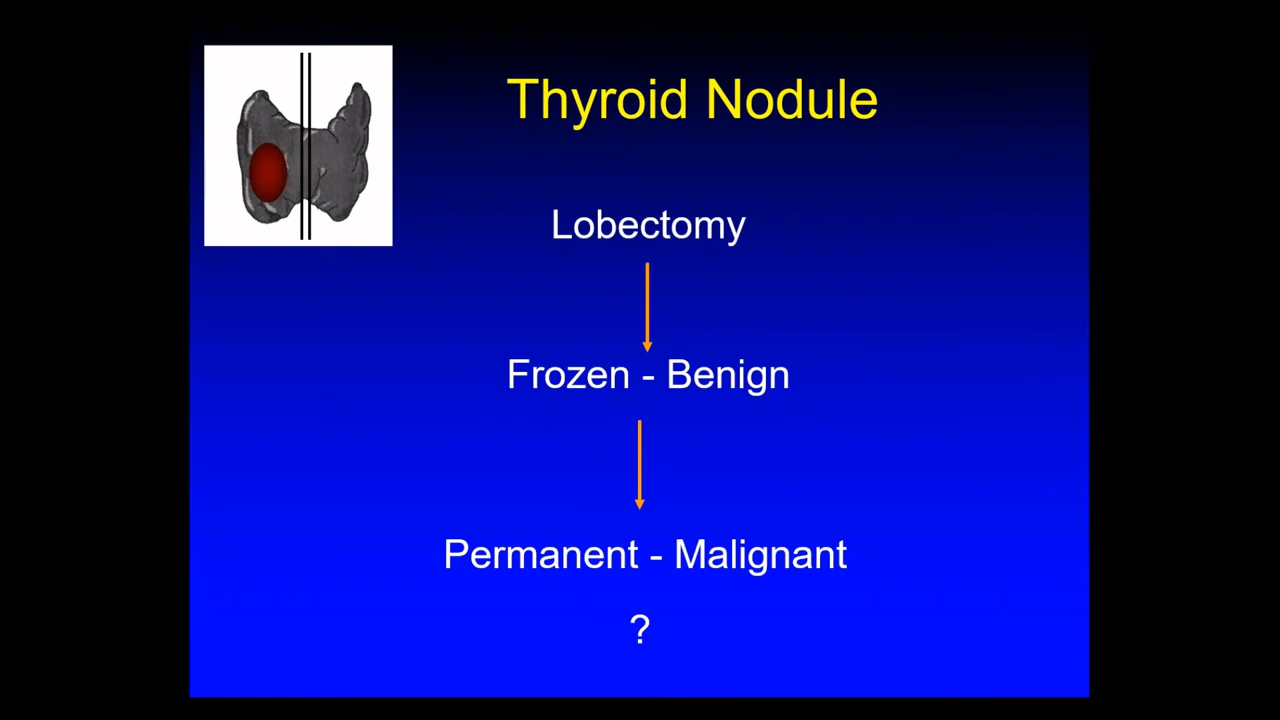 Thyroid Nodule
Lobectomy
Frozen - Benign
Permanent - Malignant
?